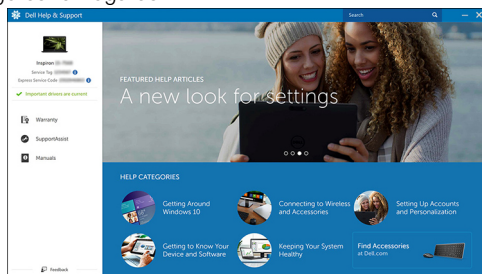 Dell Help & Support
Search
Inspiron
Service Tag
Express Service Code
Important drivers are current
Warranty
SupportAssist
Manuals
Feedback
FEATURED HELP ARTICLES
A new look for settings
HELP CATEGORIES
Getting Around
Windows 10
Connecting to Wireless
and Accessories
Setting Up Accounts
and Personalization
Getting to Know Your
Device and Software
Keeping Your System
Healthy
Find Accessories
at Dell.com